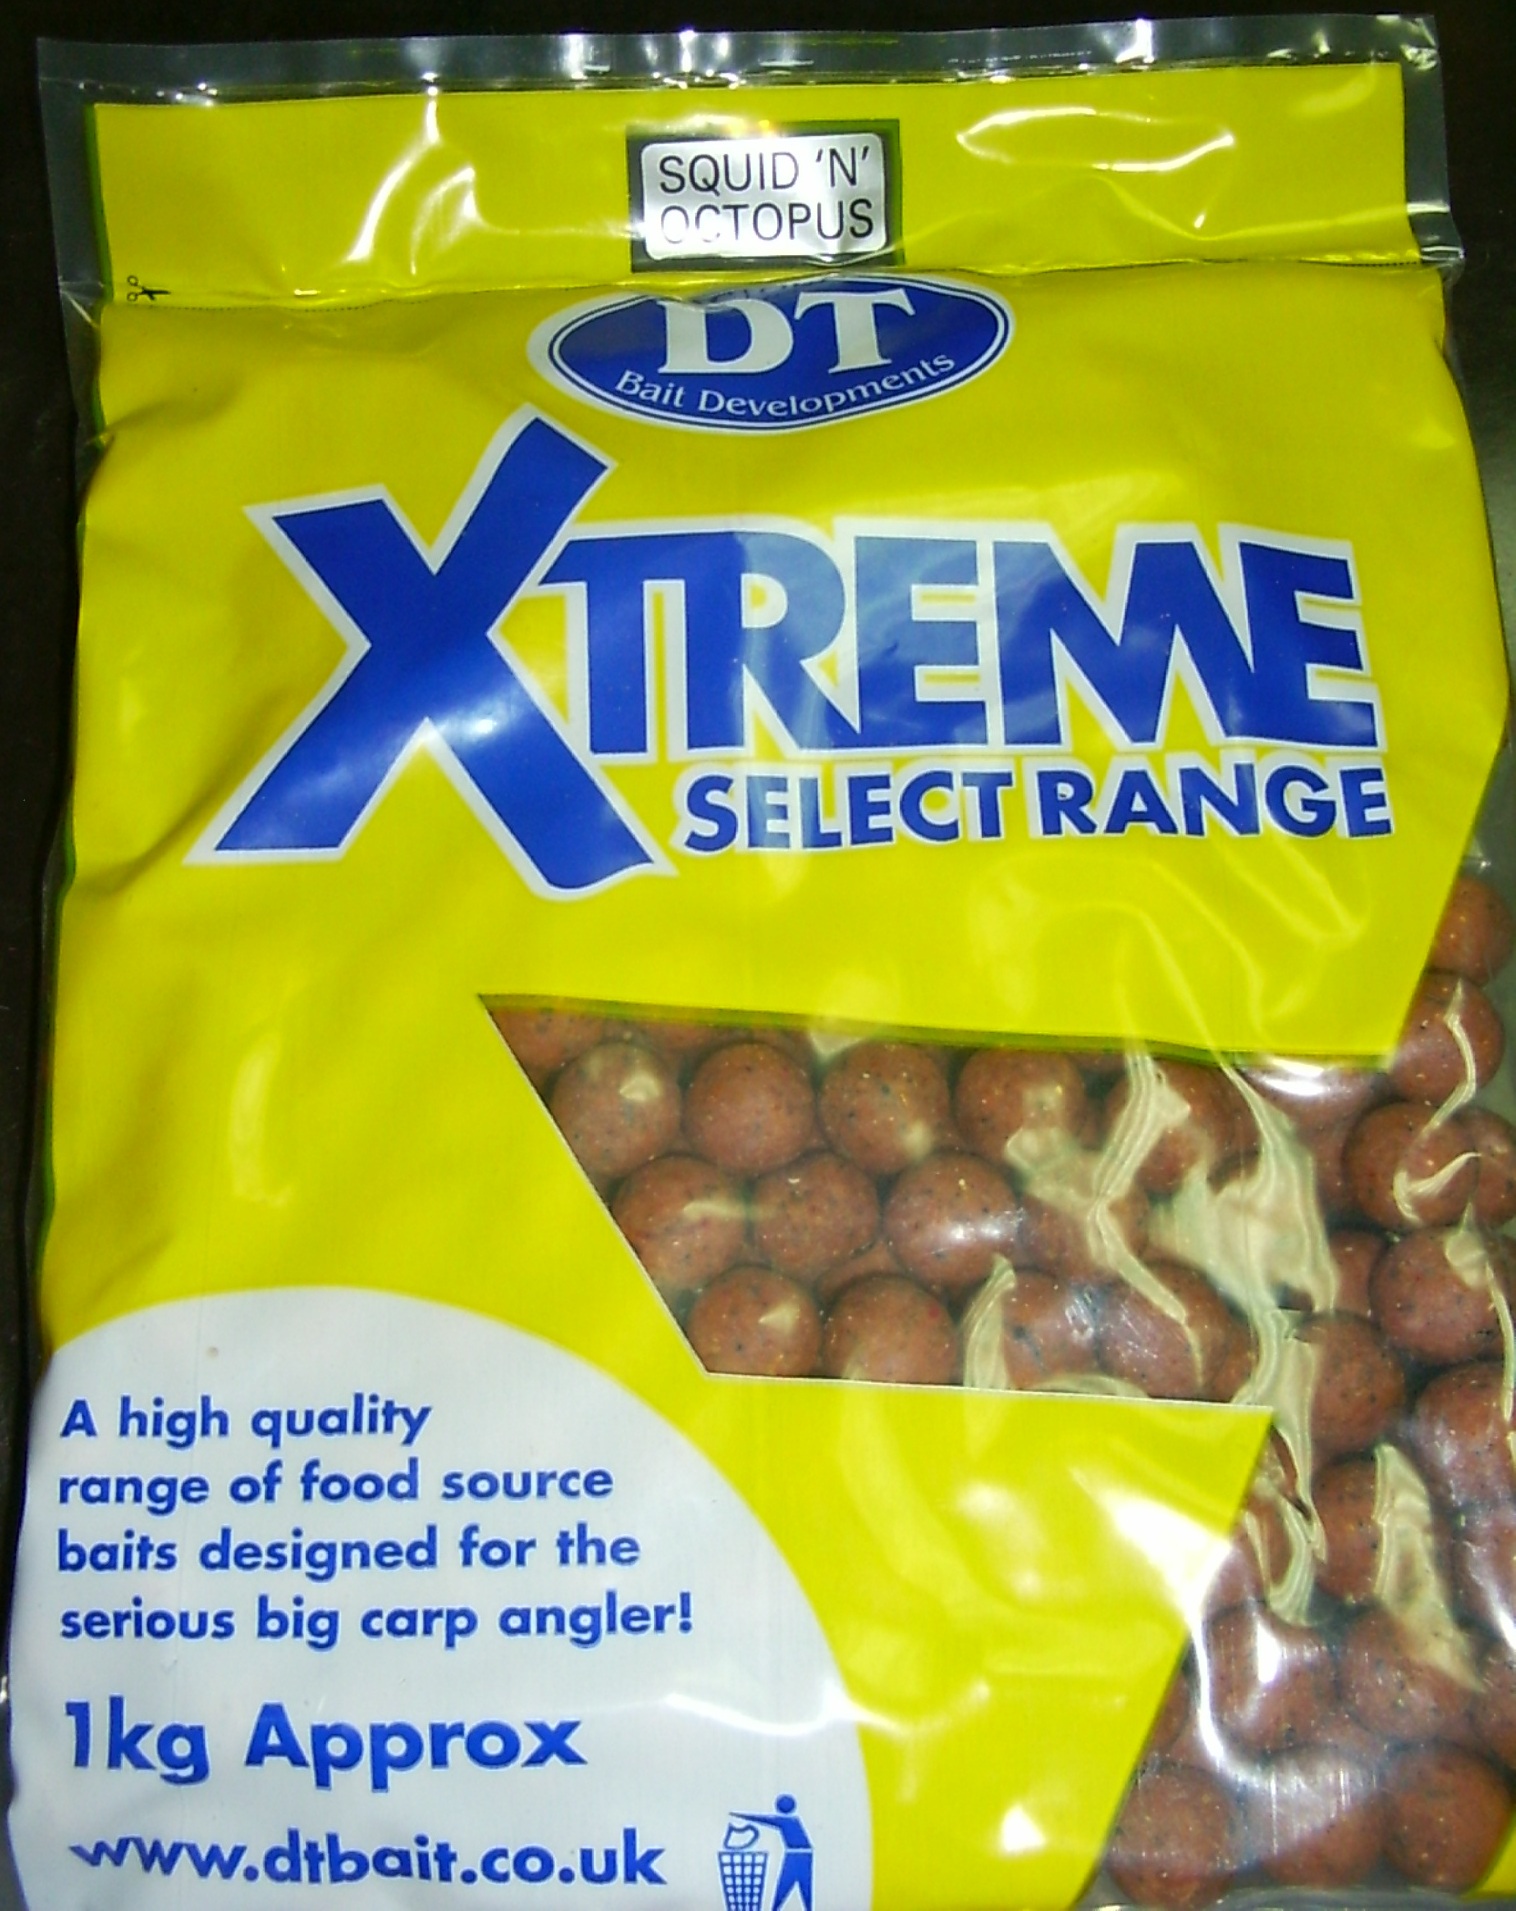 SQUID 'N'
OCTOPUS
DT
Bait Developments
XTREME
SELECT RANGE
A high quality
range of food source
baits designed for the
serious big carp angler!
1kg Approx
www.dtbait.co.uk